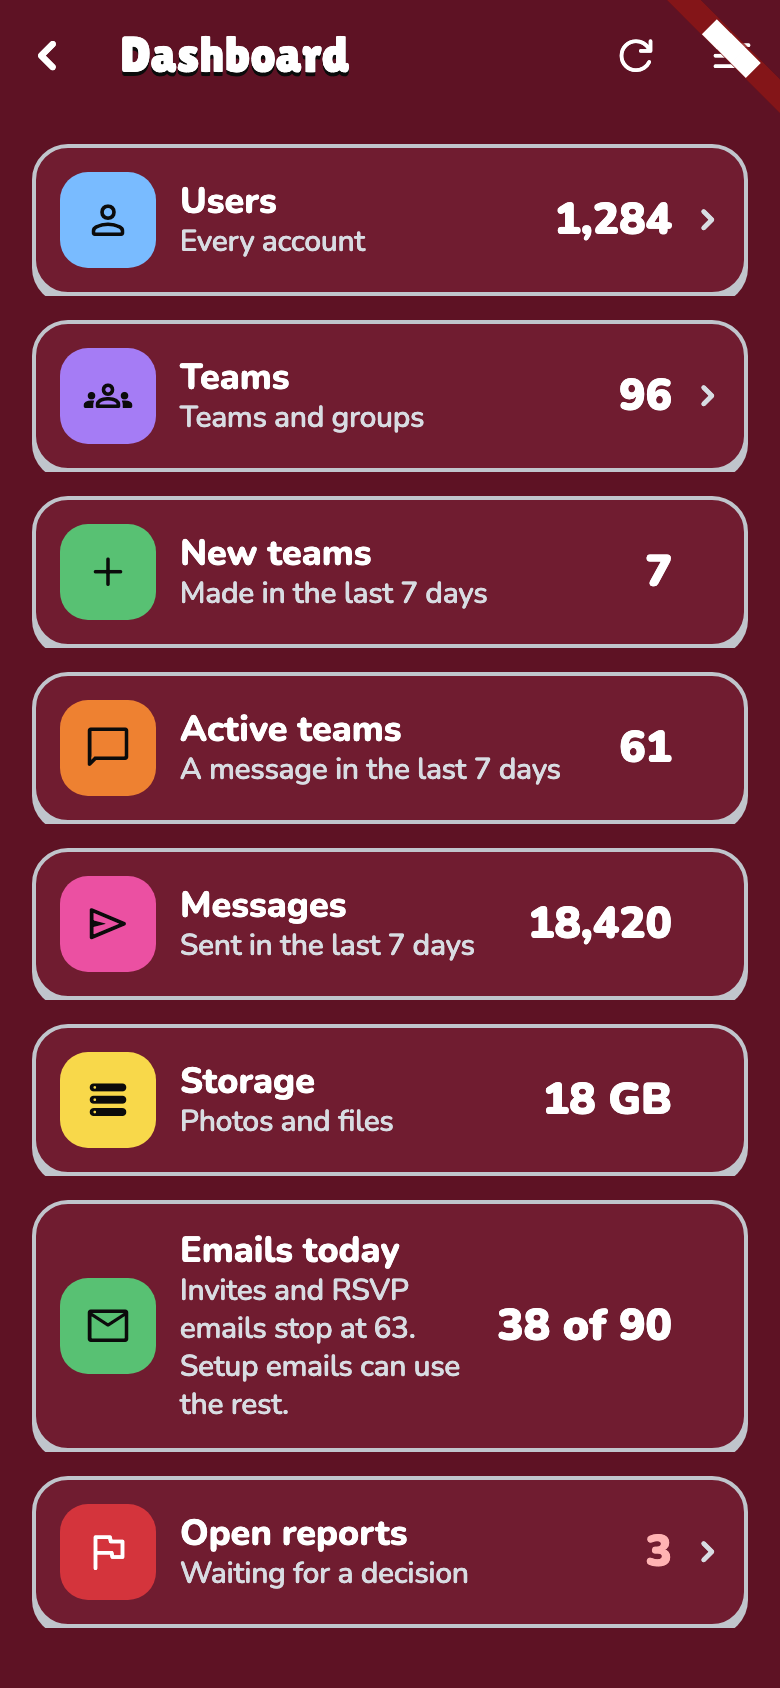 Dashboard
Users
Every account
1,284
Teams
Teams and groups
96
New teams
Made in the last 7 days
7
Active teams
A message in the last 7 days
61
Messages
Sent in the last 7 days
18,420
Storage
Photos and files
18 GB
Emails today
Invites and RSVP
emails stop at 63.
Setup emails can use
the rest.
38 of 90
Open reports
Waiting for a decision
3